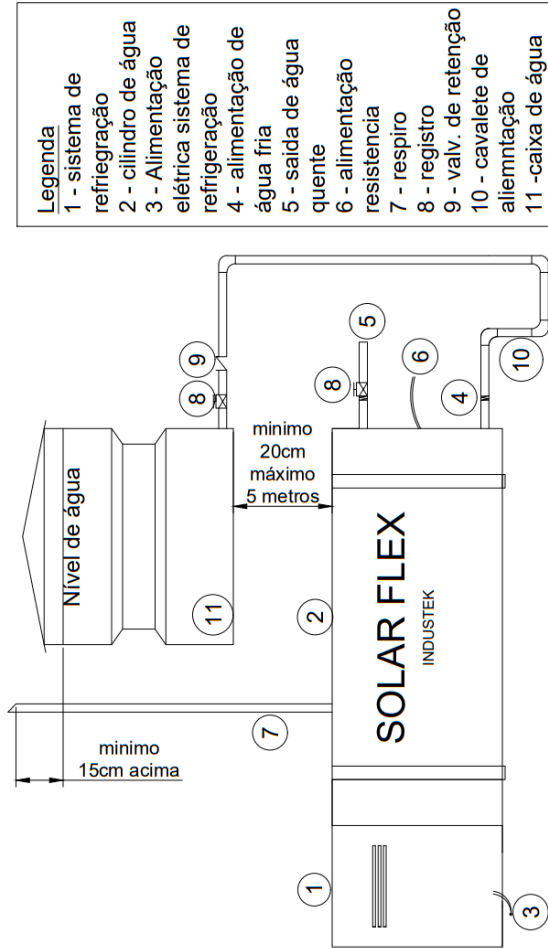 Legenda
1 - sistema de
refriegração
2 - cilindro de água
3 - Alimentação
elétrica sistema de
refrigeração
4 - alimentação de
água fria
5 - saida de água
quente
6 - alimentação
resistencia
7 - respiro
8 - registro
9 - valv. de retenção
10 - cavalete de
aliemntação
11 -caixa de água
minimo
15cm acima
Nível de água
8
9
7
11
minimo
20cm
máximo
5 metros
8
5
1
2
6
4
10
SOLAR FLEX
INDUSTEK
3